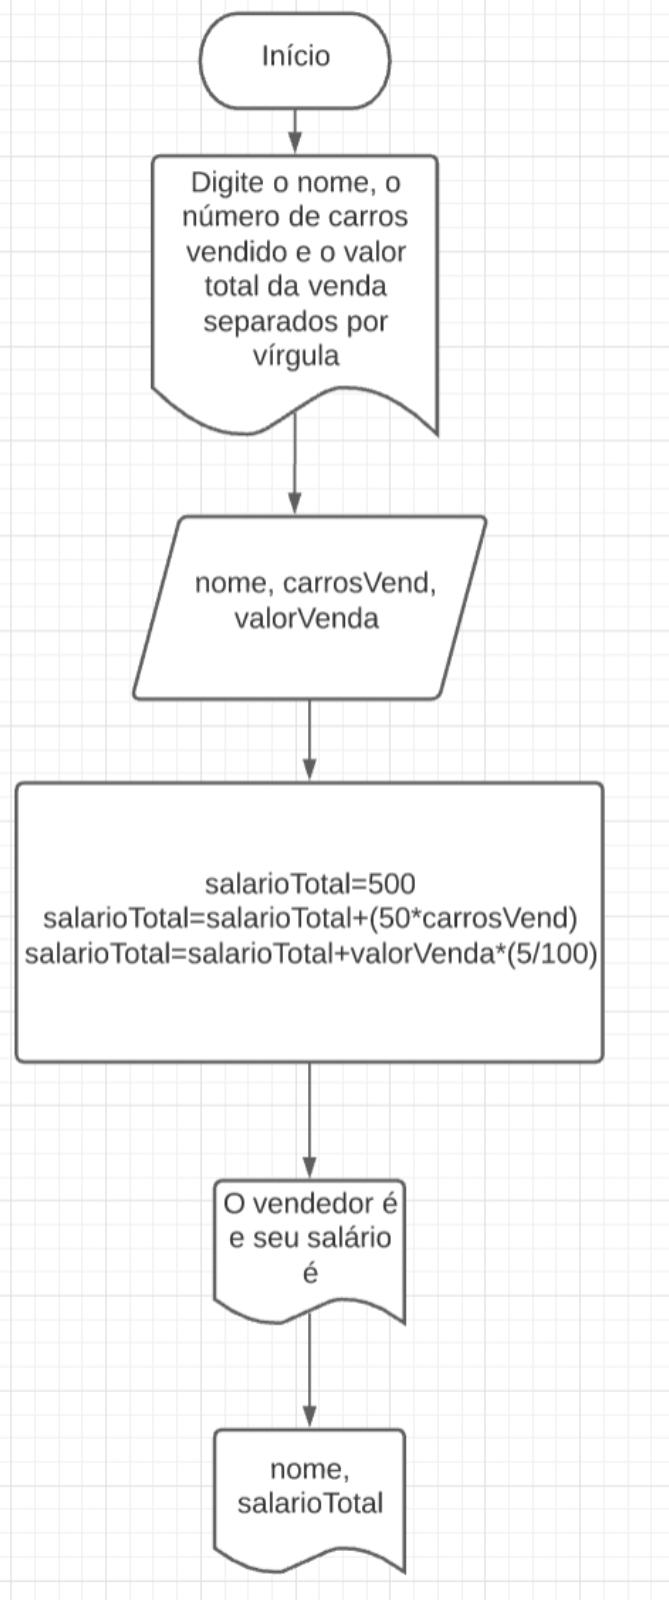 Início
Digite o nome, o
número de carros
vendido e o valor
total da venda
separados por
vírgula
nome, carrosVend,
valorVenda
salarioTotal=500
salarioTotal=salarioTotal+(50*carrosVend)
salarioTotal=salarioTotal+valorVenda*(5/100)
O vendedor é
e seu salário
é
nome,
salarioTotal